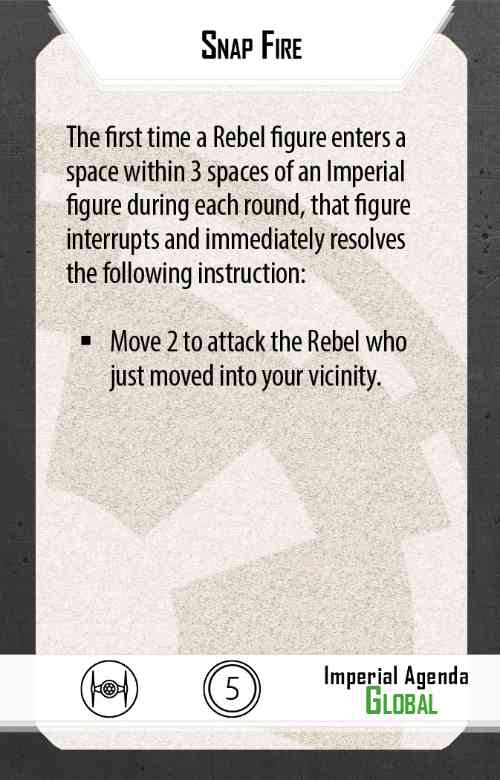 Snap Fire
The first time a Rebel figure enters a
space within 3 spaces of an Imperial
figure during each round, that figure
interrupts and immediately resolves
the following instruction:
▪ Move 2 to attack the Rebel who
just moved into your vicinity.
5
Imperial Agenda
Global